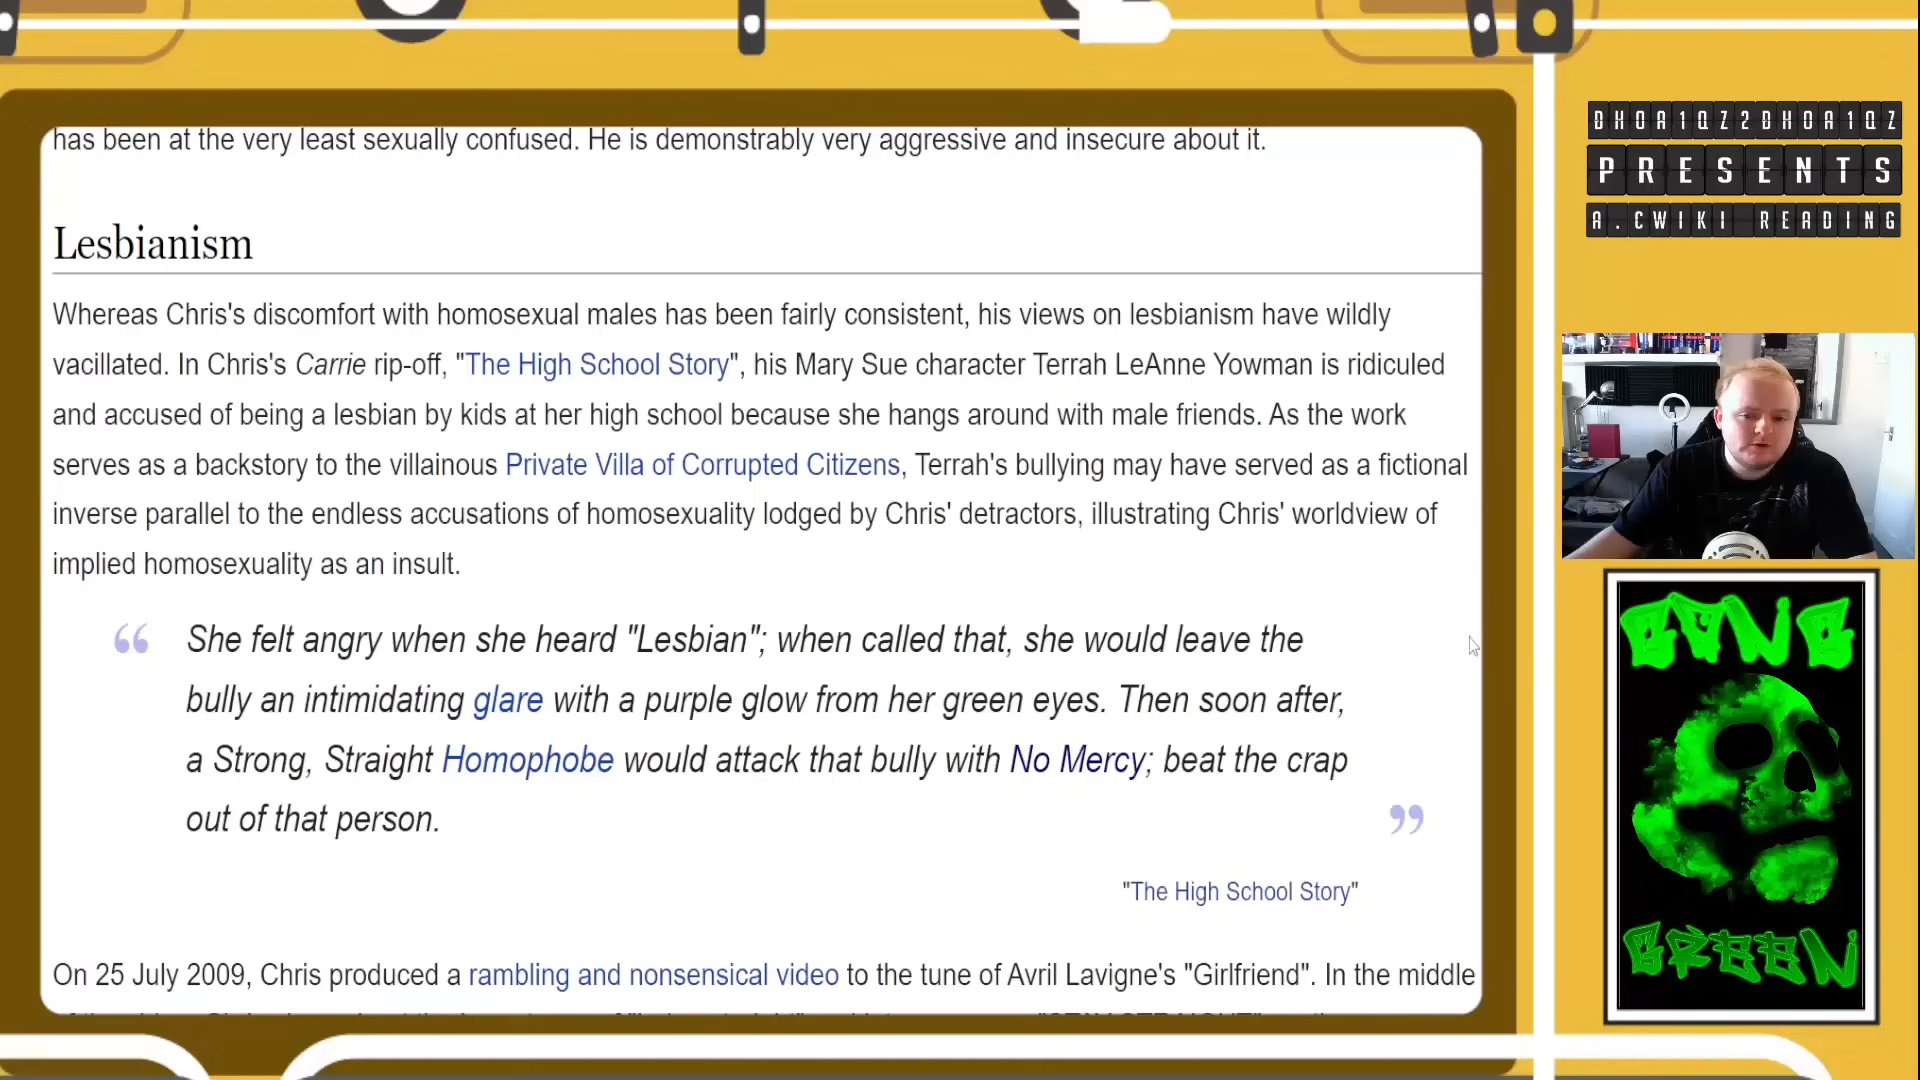 has been at the very least sexually confused. He is demonstrably very aggressive and insecure about it.
Lesbianism
Whereas Chris's discomfort with homosexual males has been fairly consistent, his views on lesbianism have wildly
vacillated. In Chris's Carrie rip-off, "The High School Story", his Mary Sue character Terrah LeAnne Yowman is ridiculed
and accused of being a lesbian by kids at her high school because she hangs around with male friends. As the work
serves as a backstory to the villainous Private Villa of Corrupted Citizens, Terrah's bullying may have served as a fictional
inverse parallel to the endless accusations of homosexuality lodged by Chris' detractors, illustrating Chris' worldview of
implied homosexuality as an insult.
“ She felt angry when she heard "Lesbian"; when called that, she would leave the
bully an intimidating glare with a purple glow from her green eyes. Then soon after,
a Strong, Straight Homophobe would attack that bully with No Mercy; beat the crap
out of that person. ”
"The High School Story"
On 25 July 2009, Chris produced a rambling and nonsensical video to the tune of Avril Lavigne's "Girlfriend". In the middle
PRESENTS
A.CWIKI READING
GREEN